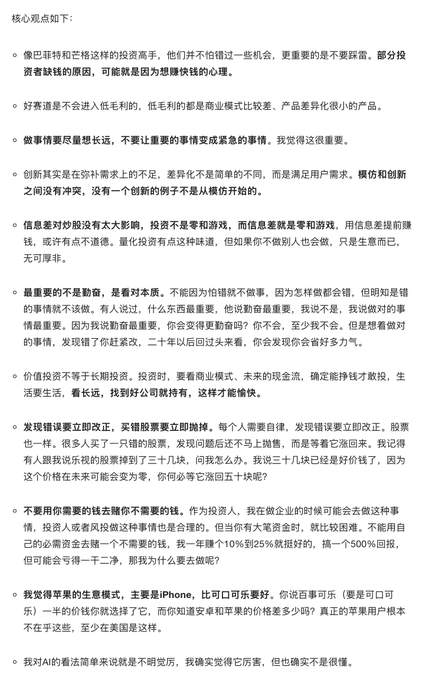 核心观点如下：
像巴菲特和芒格这样的投资高手，他们并不怕错过一些机会，更重要的是不要踩雷。部分投
资者缺钱的原因，可能就是因为想赚快钱的心理。
好赛道是不会进入低毛利的，低毛利的都是商业模式比较差、产品差异化很小的产品。
做事情要尽量想长远，不要让重要的事情变成紧急的事情。我觉得这很重要。
创新其实是在弥补需求上的不足，差异化不是简单的不同，而是满足用户需求。模仿和创新
之间没有冲突，没有一个创新的例子不是从模仿开始的。
信息差对炒股没有太大影响，投资不是零和游戏，而信息差就是零和游戏，用信息差提前赚
钱，或许有点不道德。量化投资有点这种味道，但如果你不做别人也会做，只是生意而已，
无可厚非。
最重要的不是勤奋，是看对本质。不能因为怕错就不做事，因为怎样做都会错，但明知是错
的事情就不该做。有人说过，什么东西最重要，他说勤奋最重要，我说不是，我说做对的事
情最重要。因为我说勤奋最重要，你会变得更勤奋吗？你不会，至少我不会。但是想着做对
的事情，发现错了你赶紧改，二十年以后回过头来看，你会发现你会省好多力气。
价值投资不等于长期投资。投资时，要看商业模式、未来的现金流，确定能挣钱才敢投，生
活要生活，看长远，找到好公司就持有，这样才能愉快。
发现错误要立即改正，买错股票要立即抛掉。每个人需要自律，发现错误要立即改正。股票
也一样。很多人买了一只错的股票，发现问题后还不马上抛售，而是等着它涨回来。我记得
有人跟我说乐视的股票掉到了三十几块，问我怎么办。我说三十几块已经是好价钱了，因为
这个价格在未来可能会变为零，你何必等它涨回五十块呢？
不要用你需要的钱去赌你不需要的钱。作为投资人，我在做企业的时候可能会去做这种事
情，投资人或者风投做这种事情也是合理的。但当你有大笔资金时，就比较困难。不能用自
己的必需资金去赌一个不需要的钱，我一年赚个10%到25%就挺好的，搞一个500%回报，
但可能会亏得一干二净，那我为什么要去做呢？
我觉得苹果的生意模式，主要是iPhone，比可口可乐要好。你说百事可乐（要是可口可
乐）一半的价钱你就选择了它，而你知道安卓和苹果的价格差多少吗？真正的苹果用户根本
不在乎这些，至少在美国是这样。
我对AI的看法简单来说就是不明觉厉，我确实觉得它厉害，但也确实不是很懂。